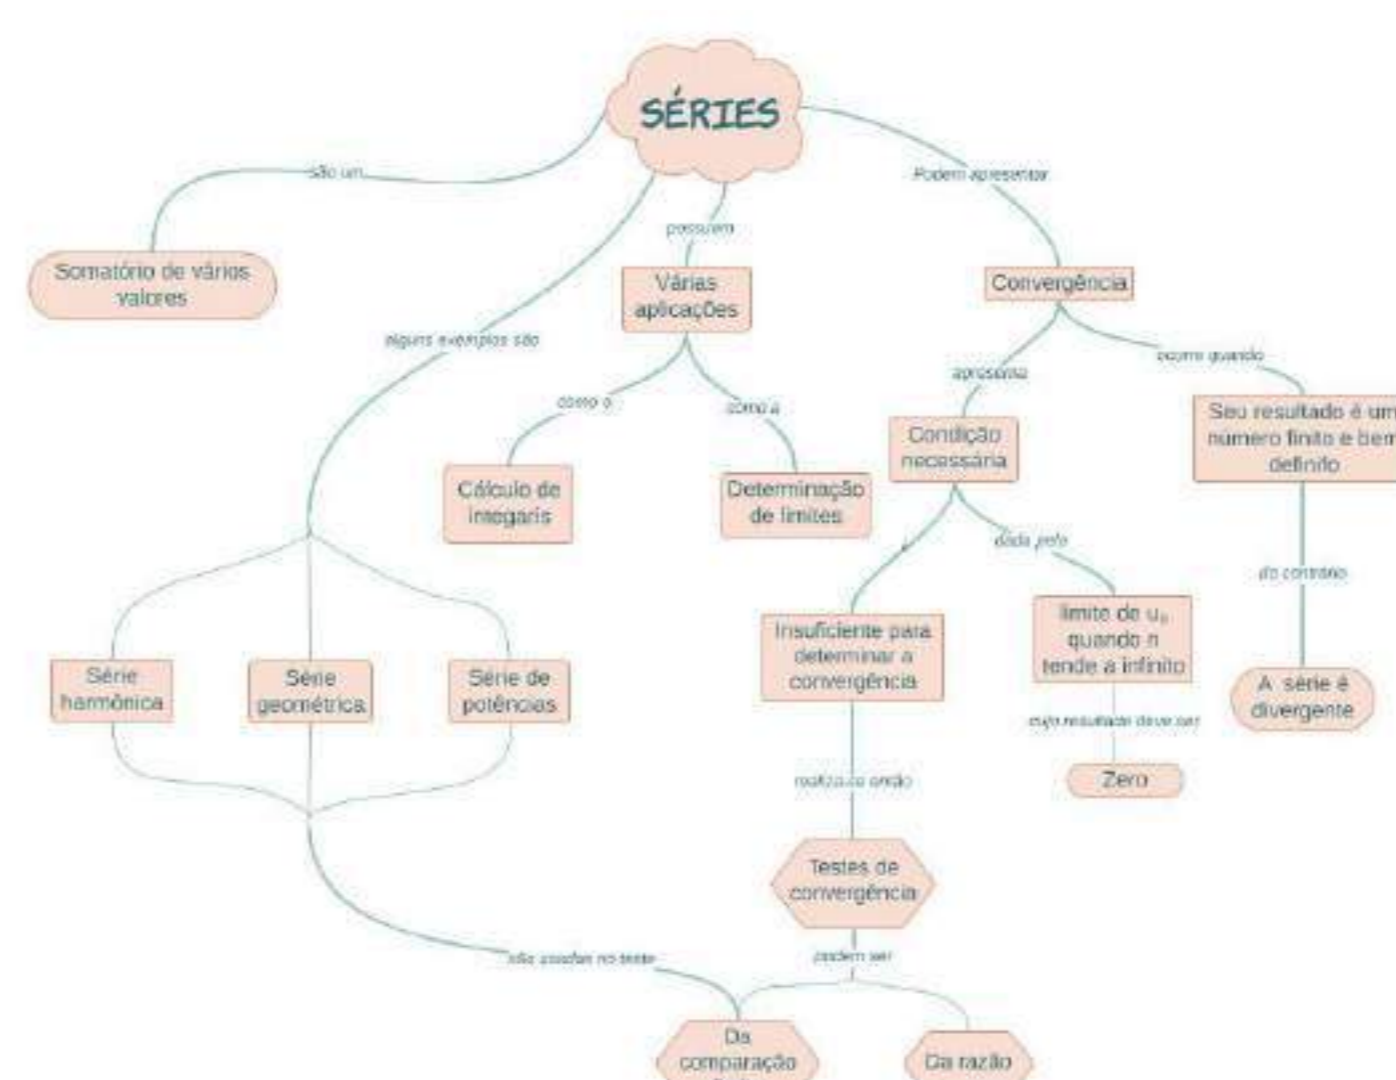 SÉRIES
são um
Podem apresentar
possuem
Somatório de vários
valores
Várias
aplicações
Convergência
alguns exemplos são
ocorre quando
apresenta
como o
como a
Seu resultado é um
número finito e bem
definito
Condição
necessária
Cálculo de
integaris
Determinação
de limites
é
dada pelo
do contrário
Insuficiente para
determinar a
convergência
limite de uₙ
quando n
tende a infinito
Série
harmônica
Série
geométrica
Série de
potências
A série é
divergente
cujo resultado deve ser
Zero
realiza-se então
Testes de
convergência
podem ser
são usadas no teste
Da
comparação
Da razão